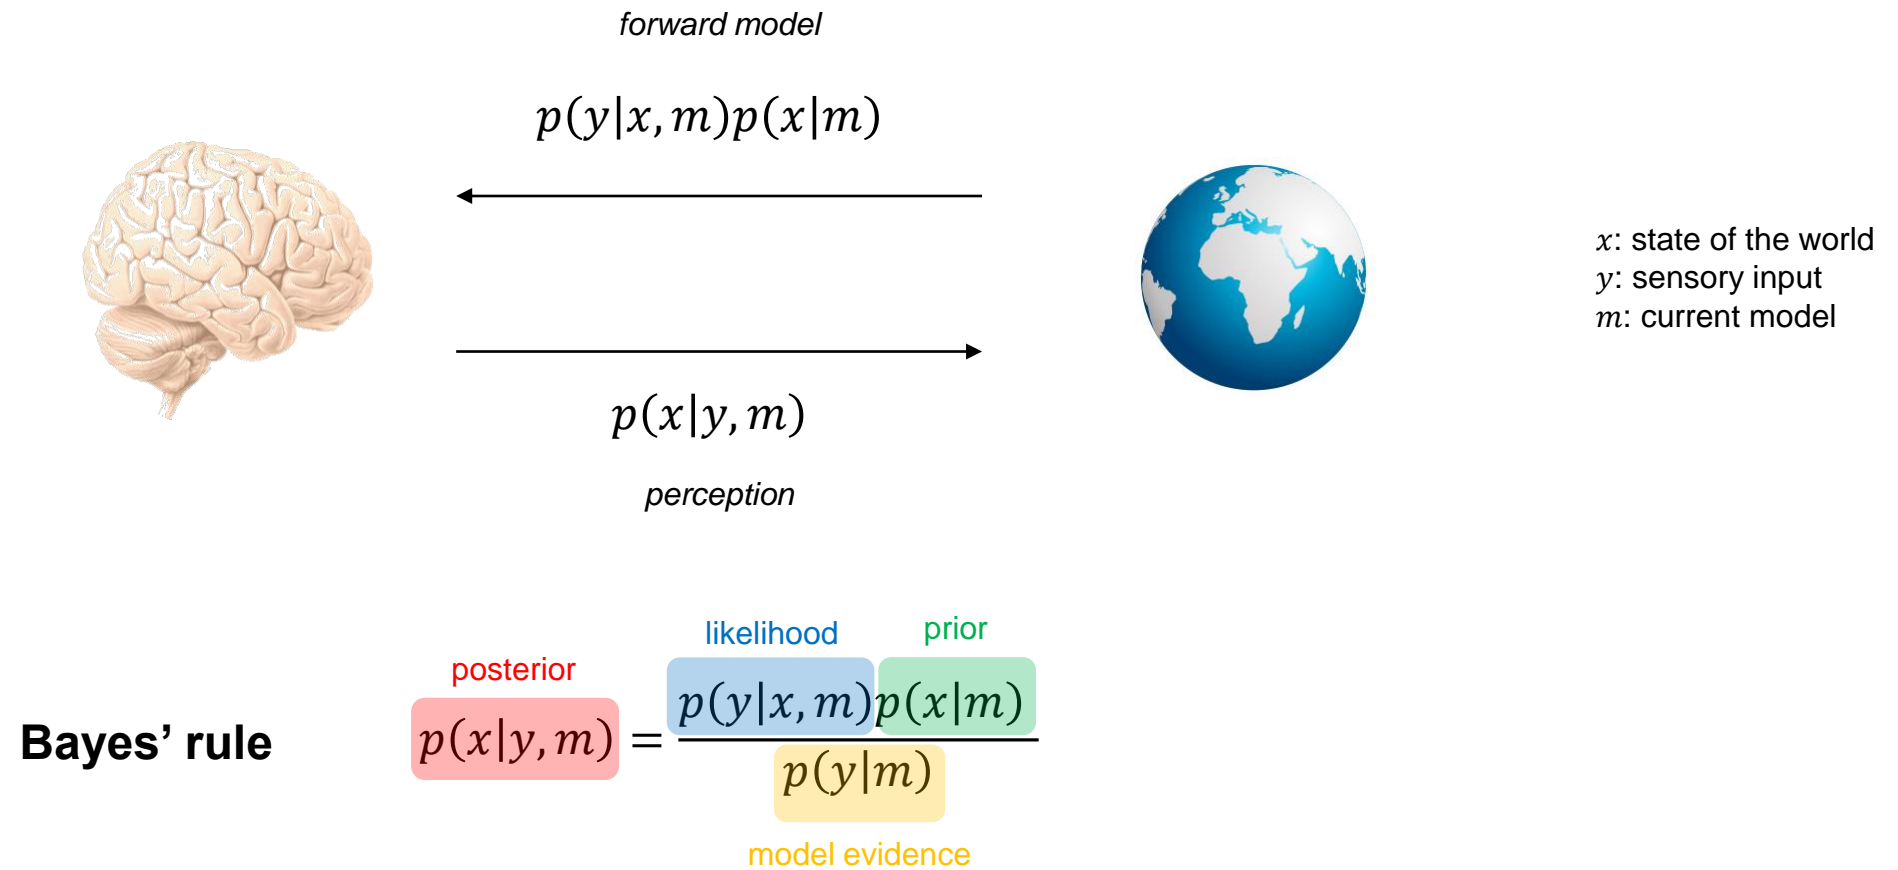 forward model
p(y|x, m)p(x|m)
x: state of the world
y: sensory input
m: current model
p(x|y, m)
perception
likelihood prior
posterior
Bayes’ rule p(x|y, m) = p(y|x, m)p(x|m)
p(y|m)
model evidence